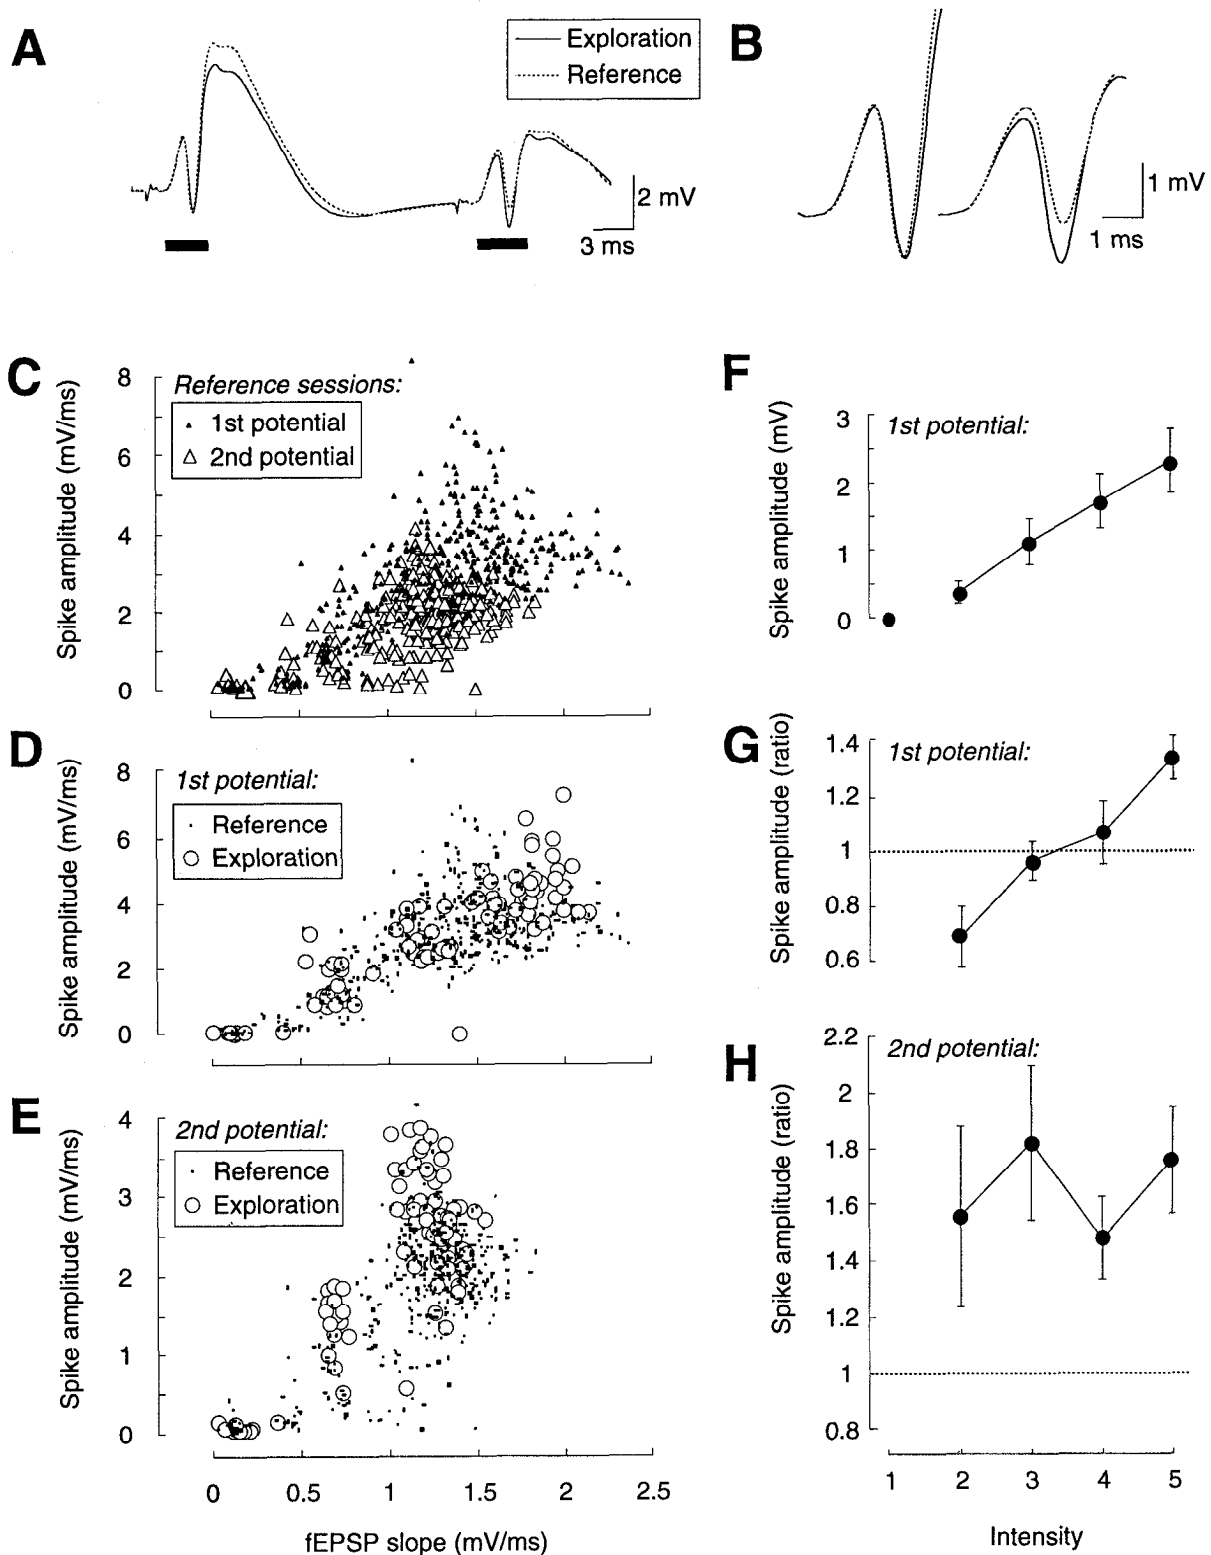 A
Exploration
Reference
2 mV
3 ms
B
1 mV
1 ms
C
Spike amplitude (mV/ms)
8
6
4
2
0
Reference sessions:
1st potential
2nd potential
D
Spike amplitude (mV/ms)
8
6
4
2
0
1st potential:
Reference
Exploration
E
Spike amplitude (mV/ms)
4
3
2
1
0
2nd potential:
Reference
Exploration
0 0.5 1 1.5 2 2.5
fEPSP slope (mV/ms)
F
Spike amplitude (mV)
3
2
1
0
1st potential:
G
Spike amplitude (ratio)
1.4
1.2
1
0.8
0.6
1st potential:
H
Spike amplitude (ratio)
2.2
2
1.8
1.6
1.4
1.2
1
0.8
2nd potential:
1 2 3 4 5
Intensity